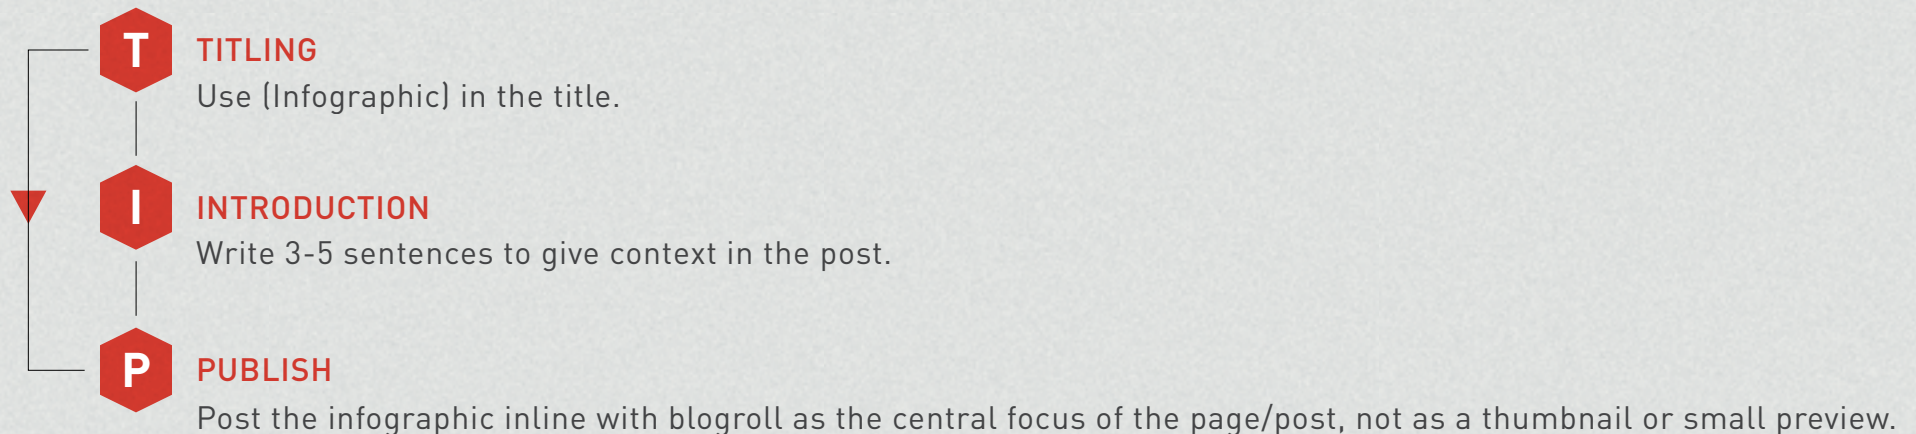 T
TITLING
Use (Infographic) in the title.
I
INTRODUCTION
Write 3-5 sentences to give context in the post.
P
PUBLISH
Post the infographic inline with blogroll as the central focus of the page/post, not as a thumbnail or small preview.